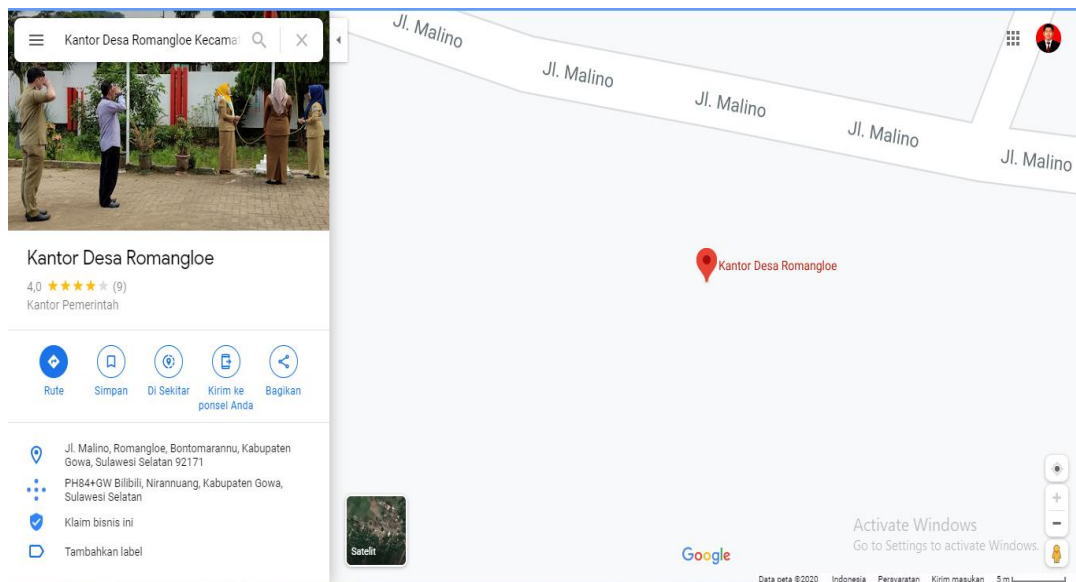 Kantor Desa Romangloe Kecama
Kantor Desa Romangloe
4,0 (9)
Kantor Pemerintah
Rute
Simpan
Di Sekitar
Kirim ke
ponsel Anda
Bagikan
Jl. Malino, Romangloe, Bontomarannu, Kabupaten
Gowa, Sulawesi Selatan 92171
PH84+GW Bilibili, Nirannuang, Kabupaten Gowa,
Sulawesi Selatan
Klaim bisnis ini
Tambahkan label
Jl. Malino
Jl. Malino
Jl. Malino
Jl. Malino
Jl. Malino
Kantor Desa Romangloe
Satelit
Google
Activate Windows
Go to Settings to activate Windows.
Data peta ©2020 Indonesia Persyaratan Kirim masukan 5 m